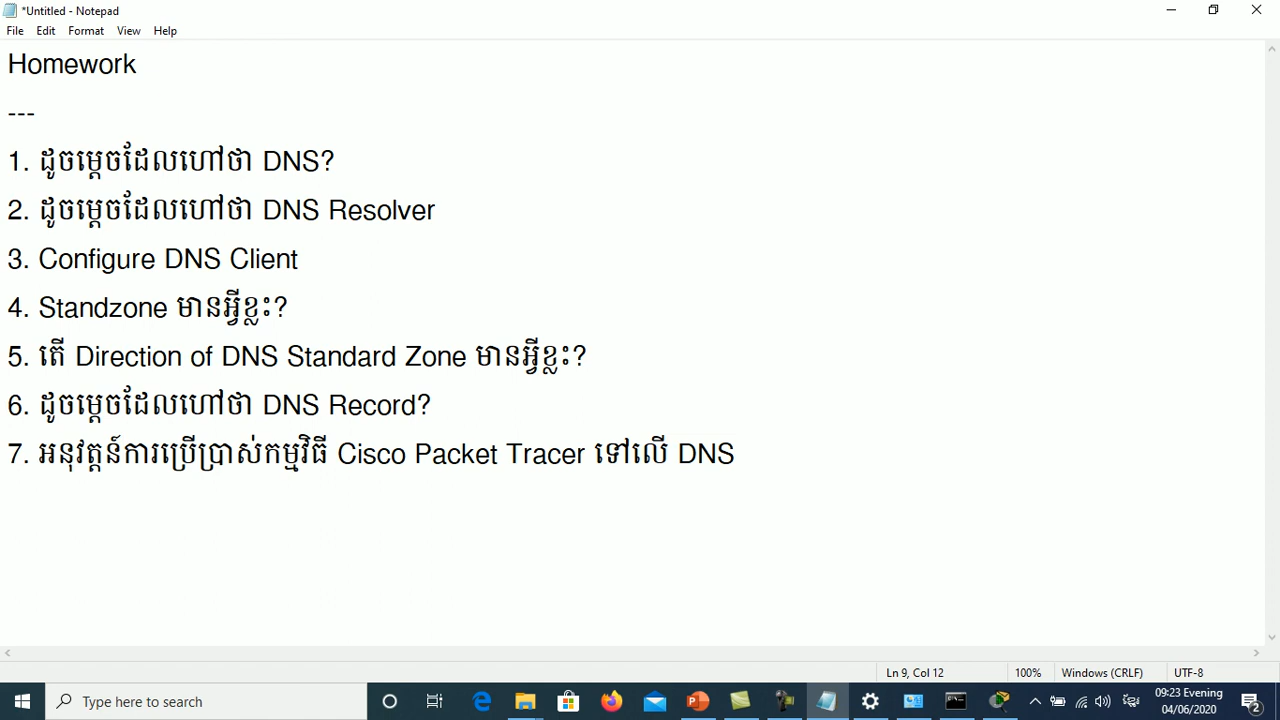 *Untitled - Notepad
File Edit Format View Help
Homework
---
1. ដូចម្ដេចដែលហៅថា DNS?
2. ដូចម្ដេចដែលហៅថា DNS Resolver
3. Configure DNS Client
4. Standzone មានអ្វីខ្លះ?
5. តើ Direction of DNS Standard Zone មានអ្វីខ្លះ?
6. ដូចម្ដេចដែលហៅថា DNS Record?
7. អនុវត្តន៍ការប្រើប្រាស់កម្មវិធី Cisco Packet Tracer ទៅលើ DNS
Ln 9, Col 12 100% Windows (CRLF) UTF-8
Type here to search
09:23 Evening
04/06/2020
2